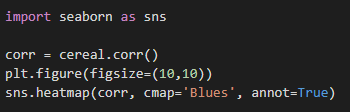 import seaborn as sns
corr = cereal.corr()
plt.figure(figsize=(10,10))
sns.heatmap(corr, cmap='Blues', annot=True)